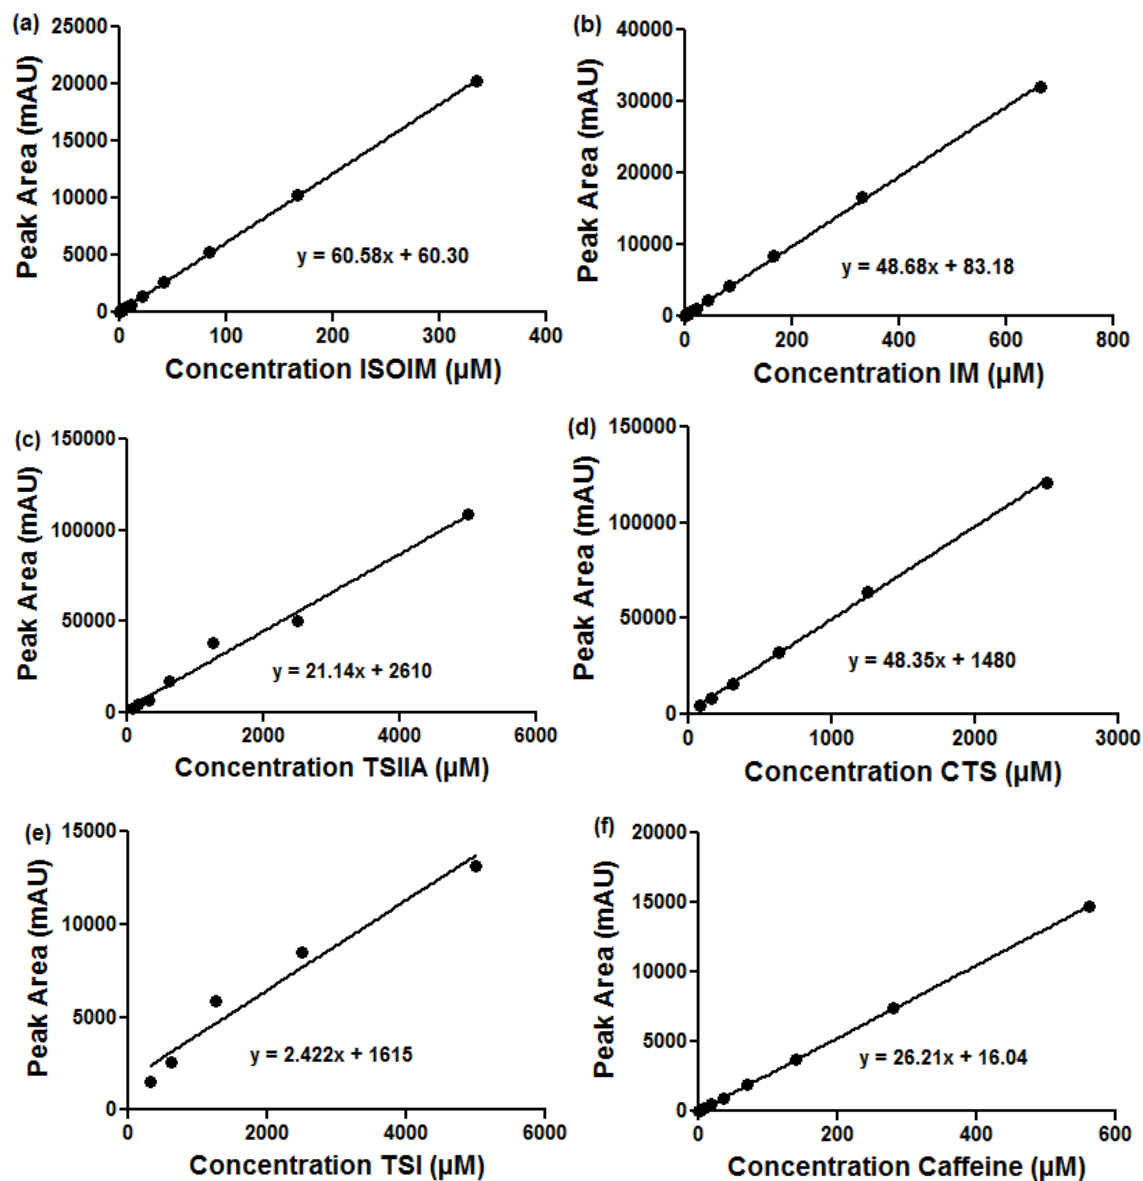 (a)
25000
20000
15000
10000
5000
0
Peak Area (mAU)
y = 60.58x + 60.30
0 100 200 300 400
Concentration ISOIM (µM)
(b)
40000
30000
20000
10000
0
Peak Area (mAU)
y = 48.68x + 83.18
0 200 400 600 800
Concentration IM (µM)
(c)
150000
100000
50000
0
Peak Area (mAU)
y = 21.14x + 2610
0 2000 4000 6000
Concentration TSIIA (µM)
(d)
150000
100000
50000
0
Peak Area (mAU)
y = 48.35x + 1480
0 1000 2000 3000
Concentration CTS (µM)
(e)
15000
10000
5000
0
Peak Area (mAU)
y = 2.422x + 1615
0 2000 4000 6000
Concentration TSI (µM)
(f)
20000
15000
10000
5000
0
Peak Area (mAU)
y = 26.21x + 16.04
0 200 400 600
Concentration Caffeine (µM)